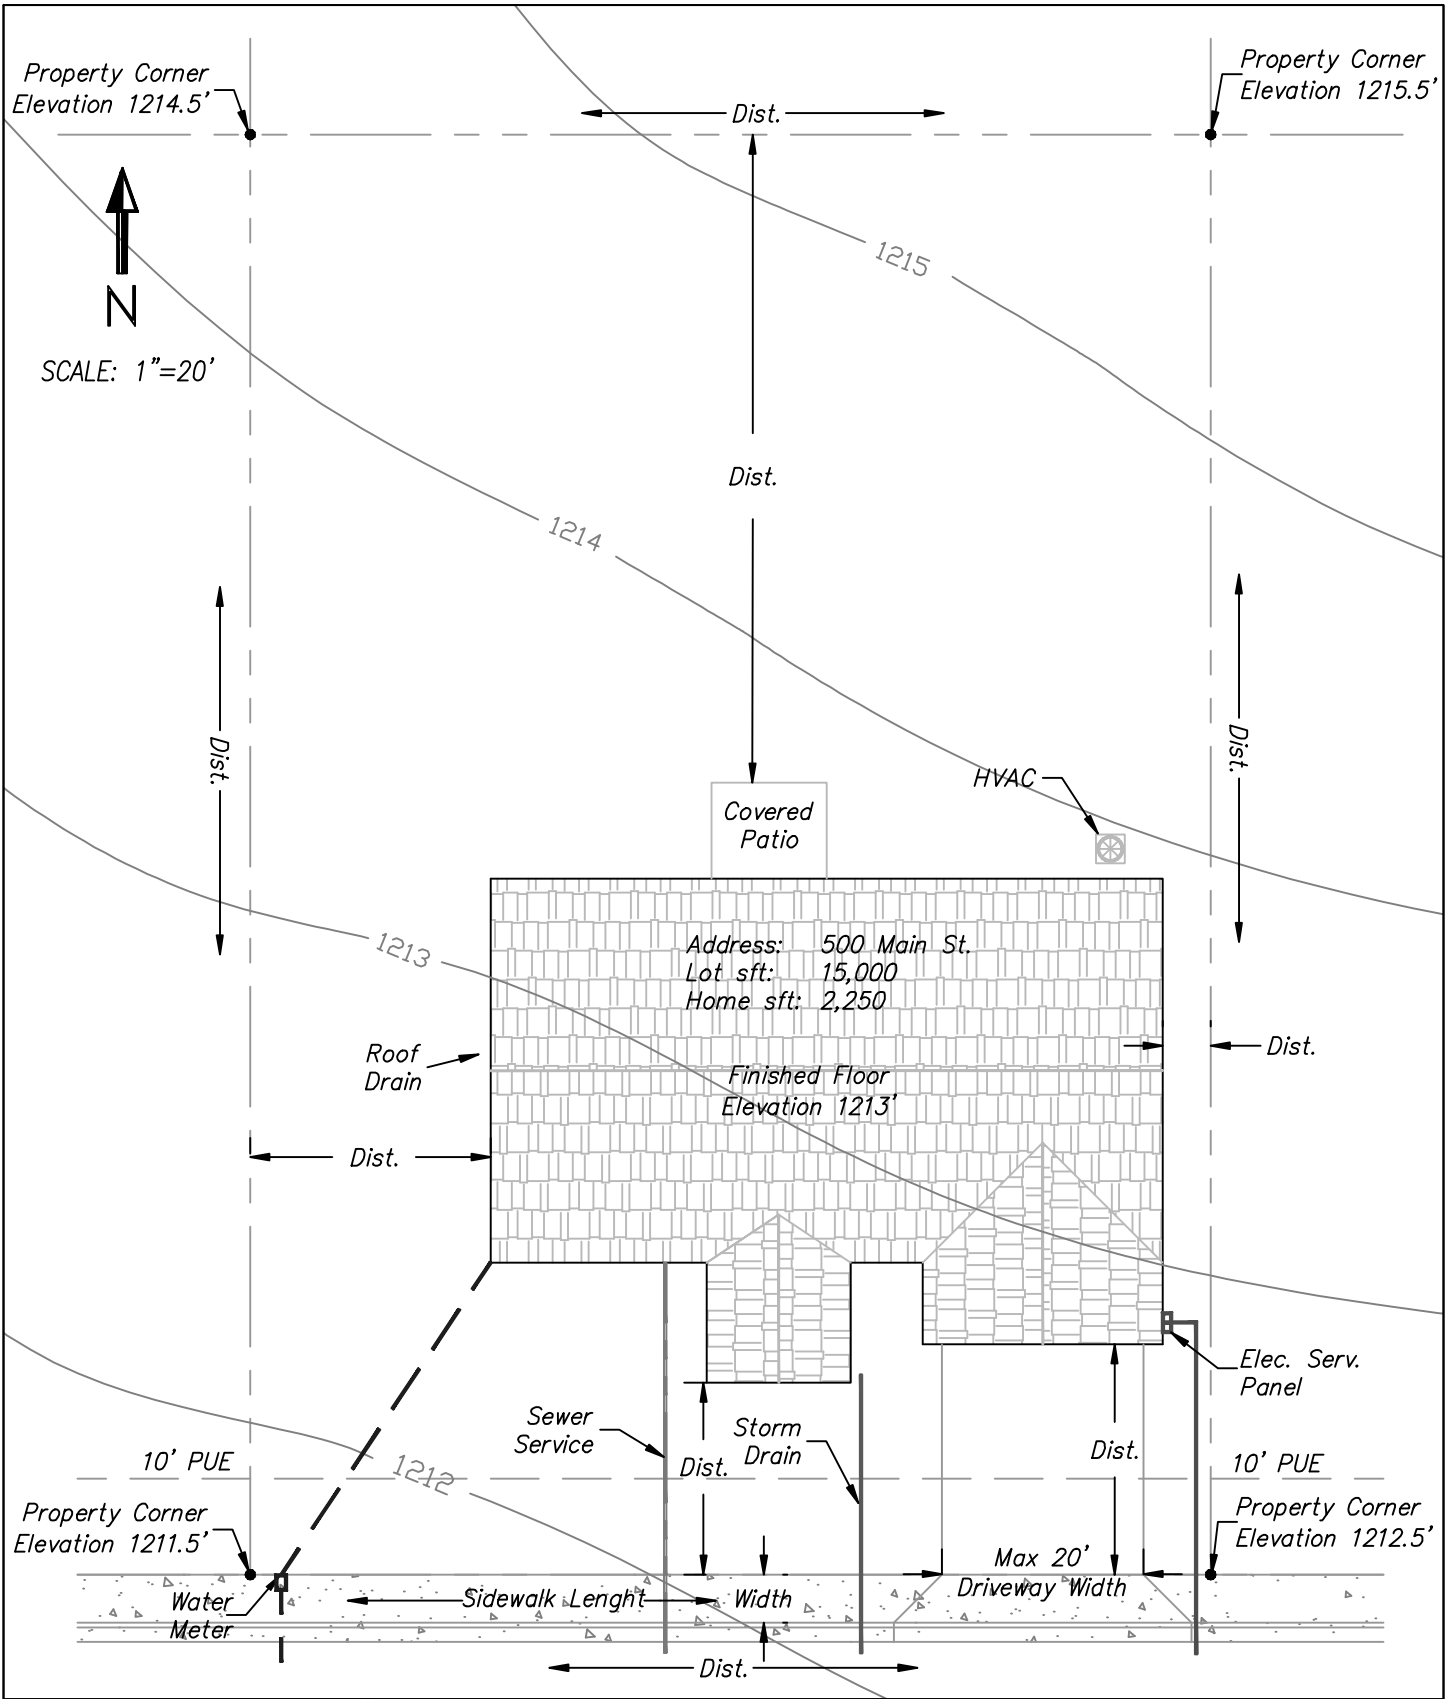 Property Corner
Elevation 1214.5'
Property Corner
Elevation 1215.5'
Dist.
N
SCALE: 1"=20'
1215
Dist.
1214
Dist.
Dist.
HVAC
Covered
Patio
1213
Address: 500 Main St.
Lot sft: 15,000
Home sft: 2,250
Roof
Drain
Dist.
Finished Floor
Elevation 1213'
Dist.
Elec. Serv.
Panel
Sewer
Service
Storm
Drain
Dist.
Dist.
10' PUE
10' PUE
1212
Property Corner
Elevation 1211.5'
Property Corner
Elevation 1212.5'
Max 20'
Driveway Width
Water
Meter
Sidewalk Lenght
Width
Dist.